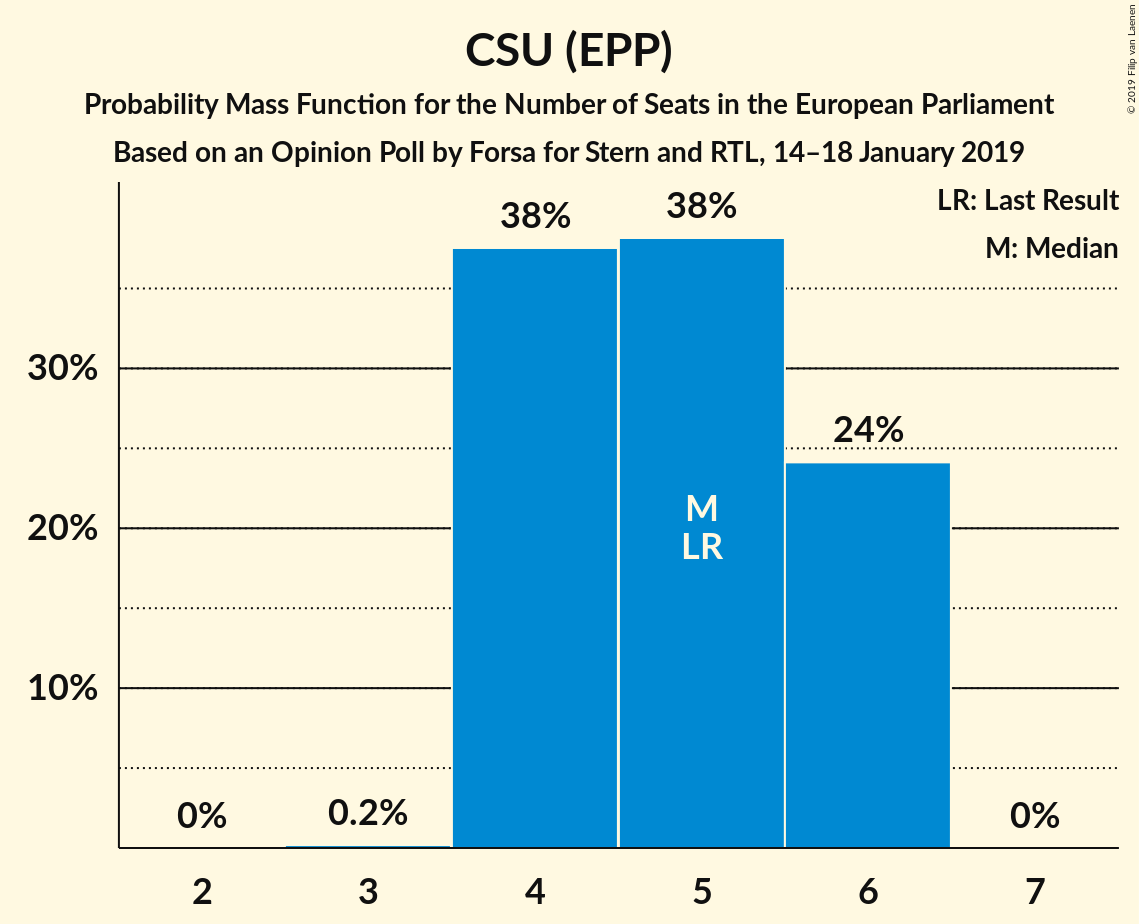 CSU (EPP)
Probability Mass Function for the Number of Seats in the European Parliament
Based on an Opinion Poll by Forsa for Stern and RTL, 14–18 January 2019
© 2019 Filip van Laenen
LR: Last Result
M: Median
38%
38%
24%
0.2%
0%
0%
M
LR
30%
20%
10%
2
3
4
5
6
7